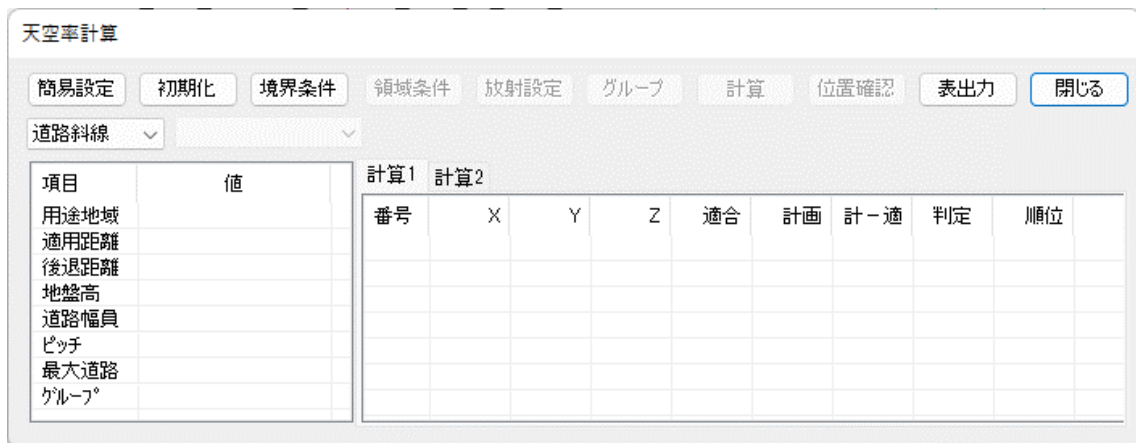 天空率計算
簡易設定 初期化 境界条件 領域条件 放射設定 グループ 計算 位置確認 表出力 閉じる
道路斜線
計算1 計算2
項目 値
番号 X Y Z 適合 計画 計-適 判定 順位
用途地域
適用距離
後退距離
地盤高
道路幅員
ピッチ
最大道路
グループ